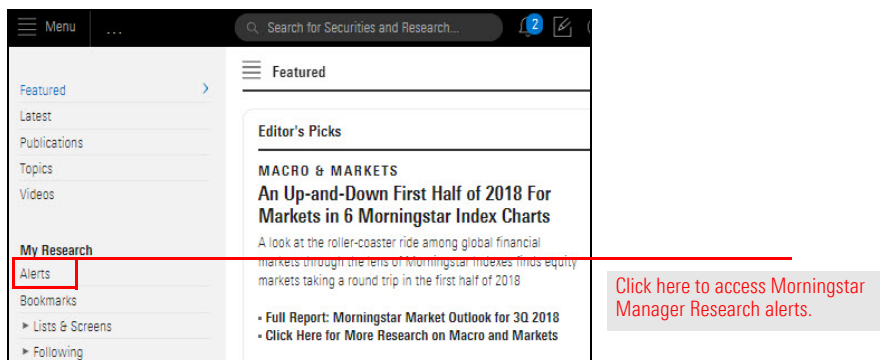 Menu
...
Search for Securities and Research...
2
Featured
Latest
Publications
Topics
Videos
My Research
Alerts
Bookmarks
▸ Lists & Screens
▸ Following
Featured
Editor's Picks
MACRO & MARKETS
An Up-and-Down First Half of 2018 For
Markets in 6 Morningstar Index Charts
A look at the roller-coaster ride among global financial
markets through the lens of Morningstar Indexes finds equity
markets taking a round trip in the first half of 2018
▪ Full Report: Morningstar Market Outlook for 3Q 2018
▪ Click Here for More Research on Macro and Markets
Click here to access Morningstar
Manager Research alerts.